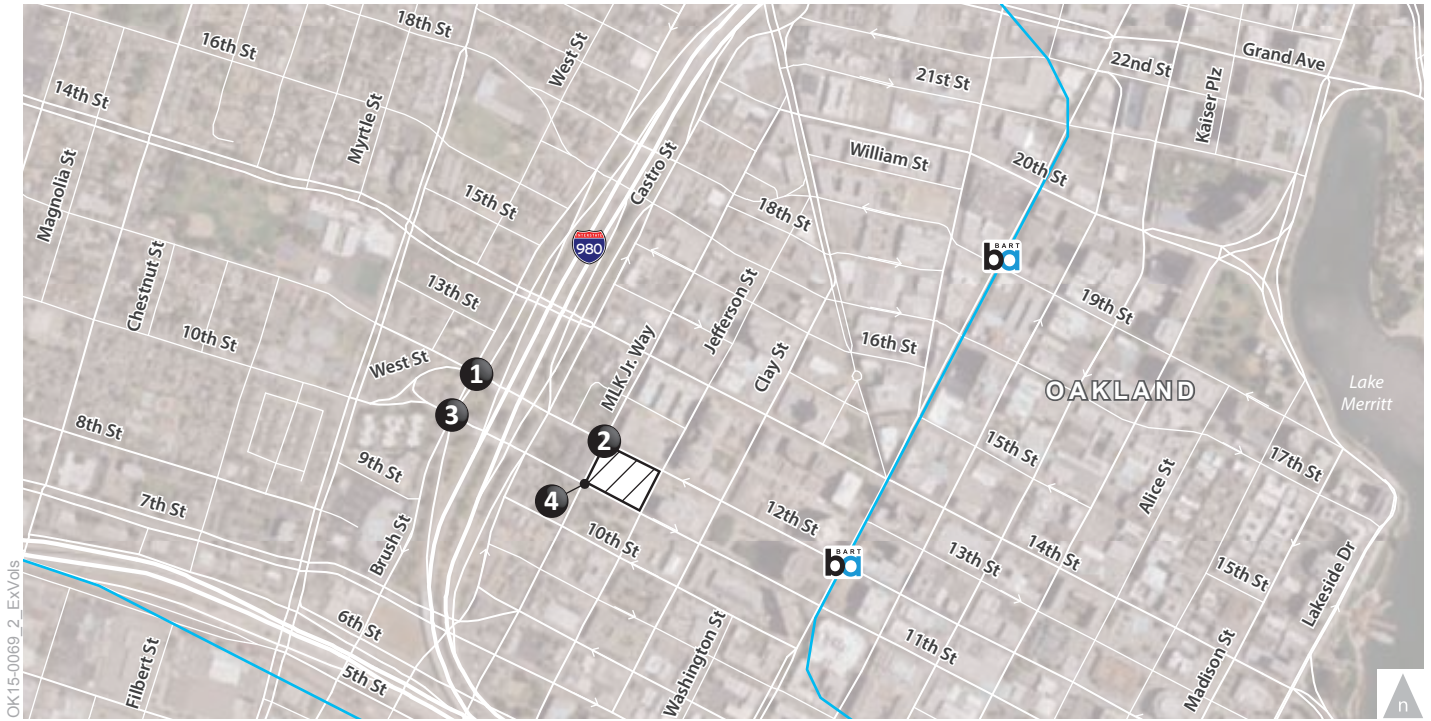 18th St
16th St
West St
Grand Ave
22nd St
21st St
Kaiser Plz
14th St
Myrtle St
William St
20th St
Castro St
Magnolia St
15th St
18th St
INTERSTATE
980
BART
ba
Chestnut St
13th St
Jefferson St
19th St
10th St
16th St
MLK Jr. Way
Clay St
West St
1
OAKLAND
Lake
Merritt
3
8th St
2
15th St
17th St
9th St
Alice St
4
7th St
12th St
10th St
Brush St
14th St
13th St
BART
ba
15th St
Lakeside Dr
6th St
11th St
Washington St
Madison St
5th St
Filbert St
OK15-0069_2_ExVols
n